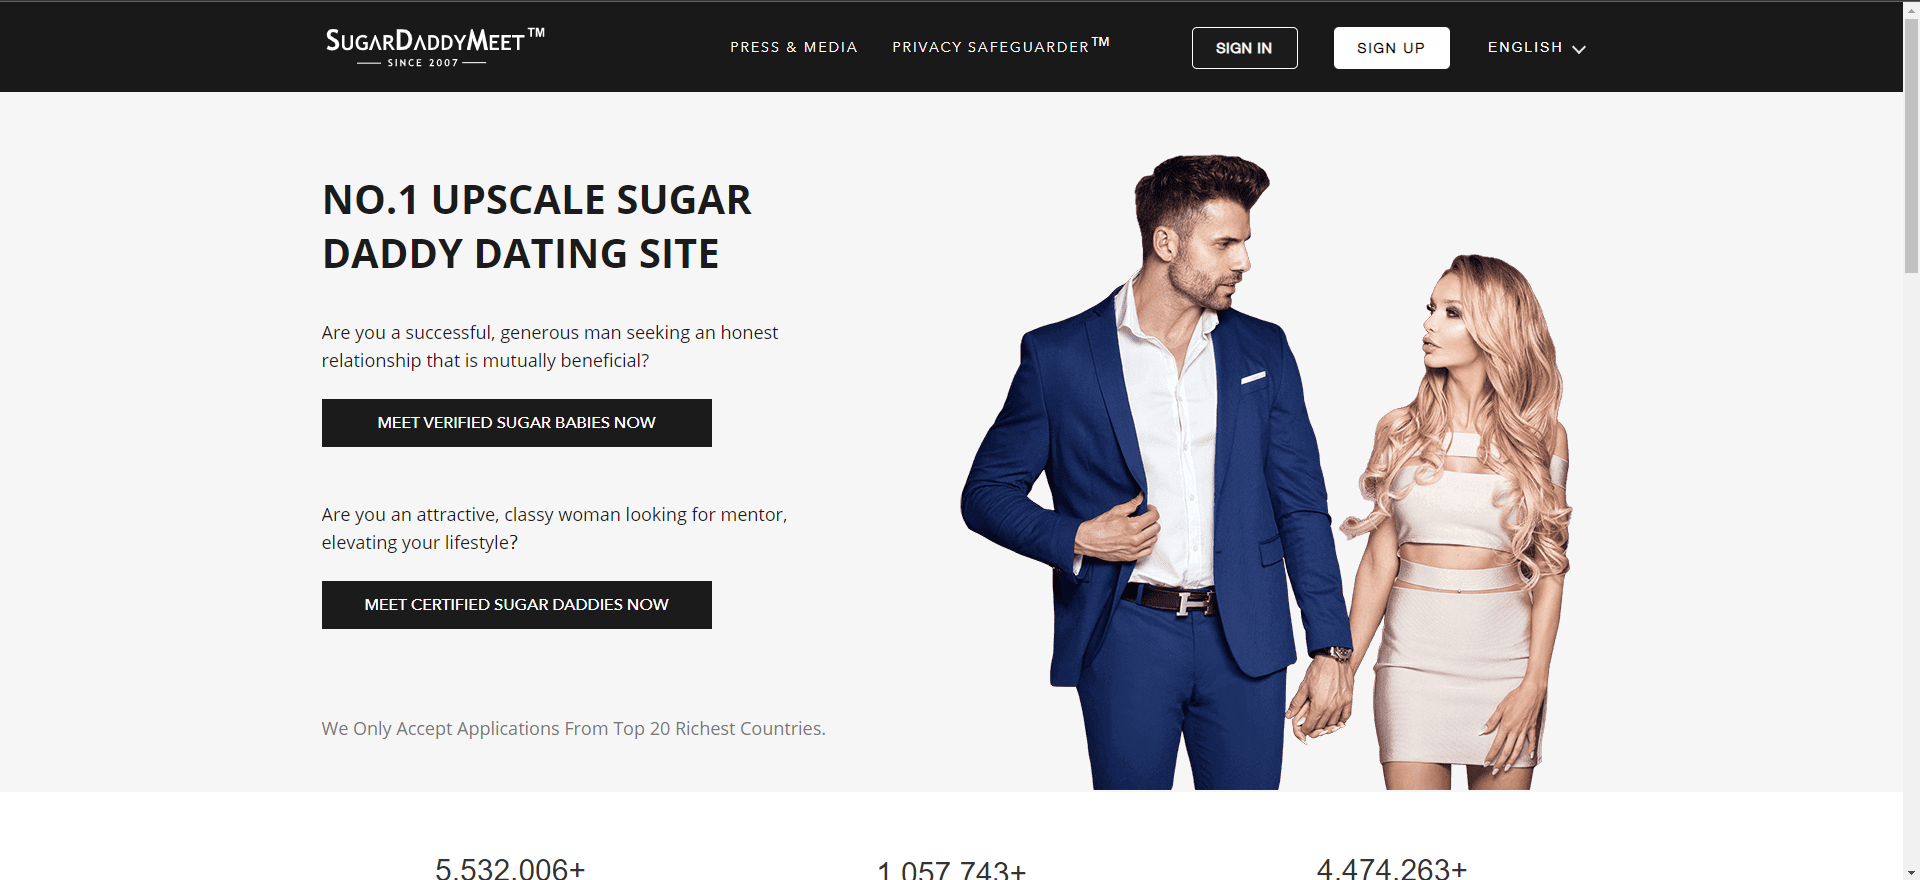 SUGARDADDYMEET™
SINCE 2007
PRESS & MEDIA
PRIVACY SAFEGUARDER™
SIGN IN
SIGN UP
ENGLISH
NO.1 UPSCALE SUGAR
DADDY DATING SITE
Are you a successful, generous man seeking an honest
relationship that is mutually beneficial?
MEET VERIFIED SUGAR BABIES NOW
Are you an attractive, classy woman looking for mentor,
elevating your lifestyle?
MEET CERTIFIED SUGAR DADDIES NOW
We Only Accept Applications From Top 20 Richest Countries.
5,532,006+
1,057,743+
4,474,263+